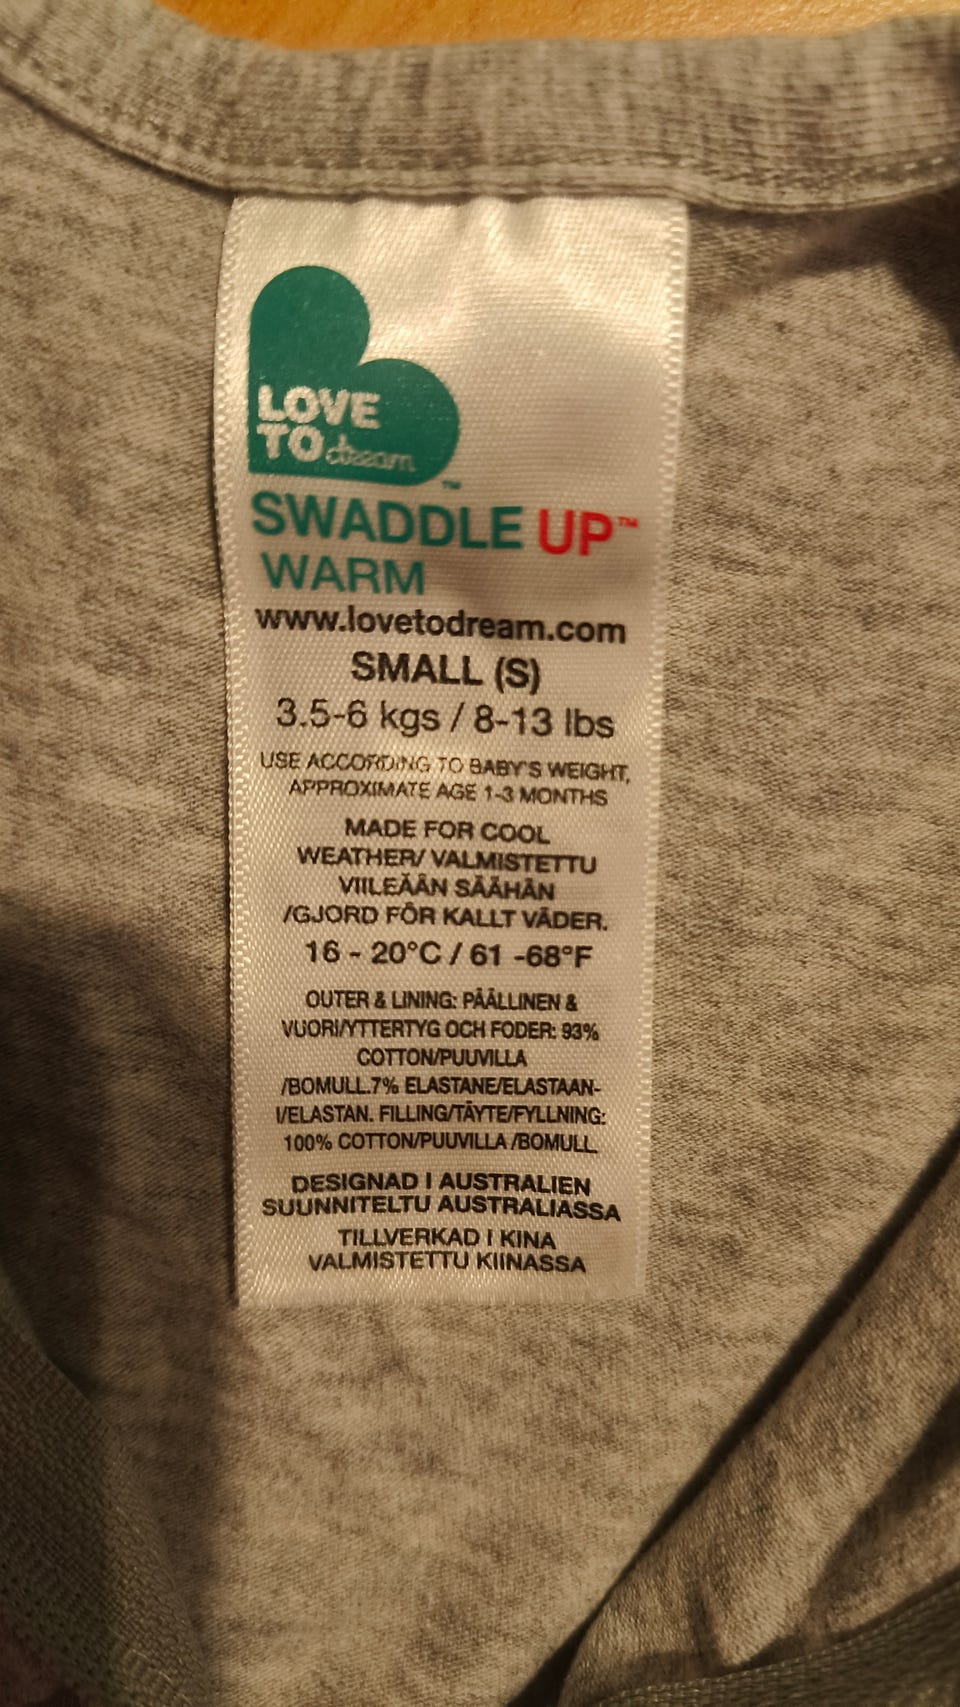 LOVE
TO dream™
SWADDLE UP™
WARM
www.lovetodream.com
SMALL (S)
3.5-6 kgs / 8-13 lbs
USE ACCORDING TO BABY'S WEIGHT,
APPROXIMATE AGE 1-3 MONTHS
MADE FOR COOL
WEATHER/ VALMISTETTU
VIILEÄÄN SÄÄHÄN
/GJORD FÖR KALLT VÄDER.
16 - 20°C / 61 -68°F
OUTER & LINING: PÄÄLLINEN &
VUORI/YTTERTYG OCH FODER: 93%
COTTON/PUUVILLA
/BOMULL.7% ELASTANE/ELASTAAN-
I/ELASTAN. FILLING/TÄYTE/FYLLNING:
100% COTTON/PUUVILLA /BOMULL
DESIGNAD I AUSTRALIEN
SUUNNITELTU AUSTRALIASSA
TILLVERKAD I KINA
VALMISTETTU KIINASSA